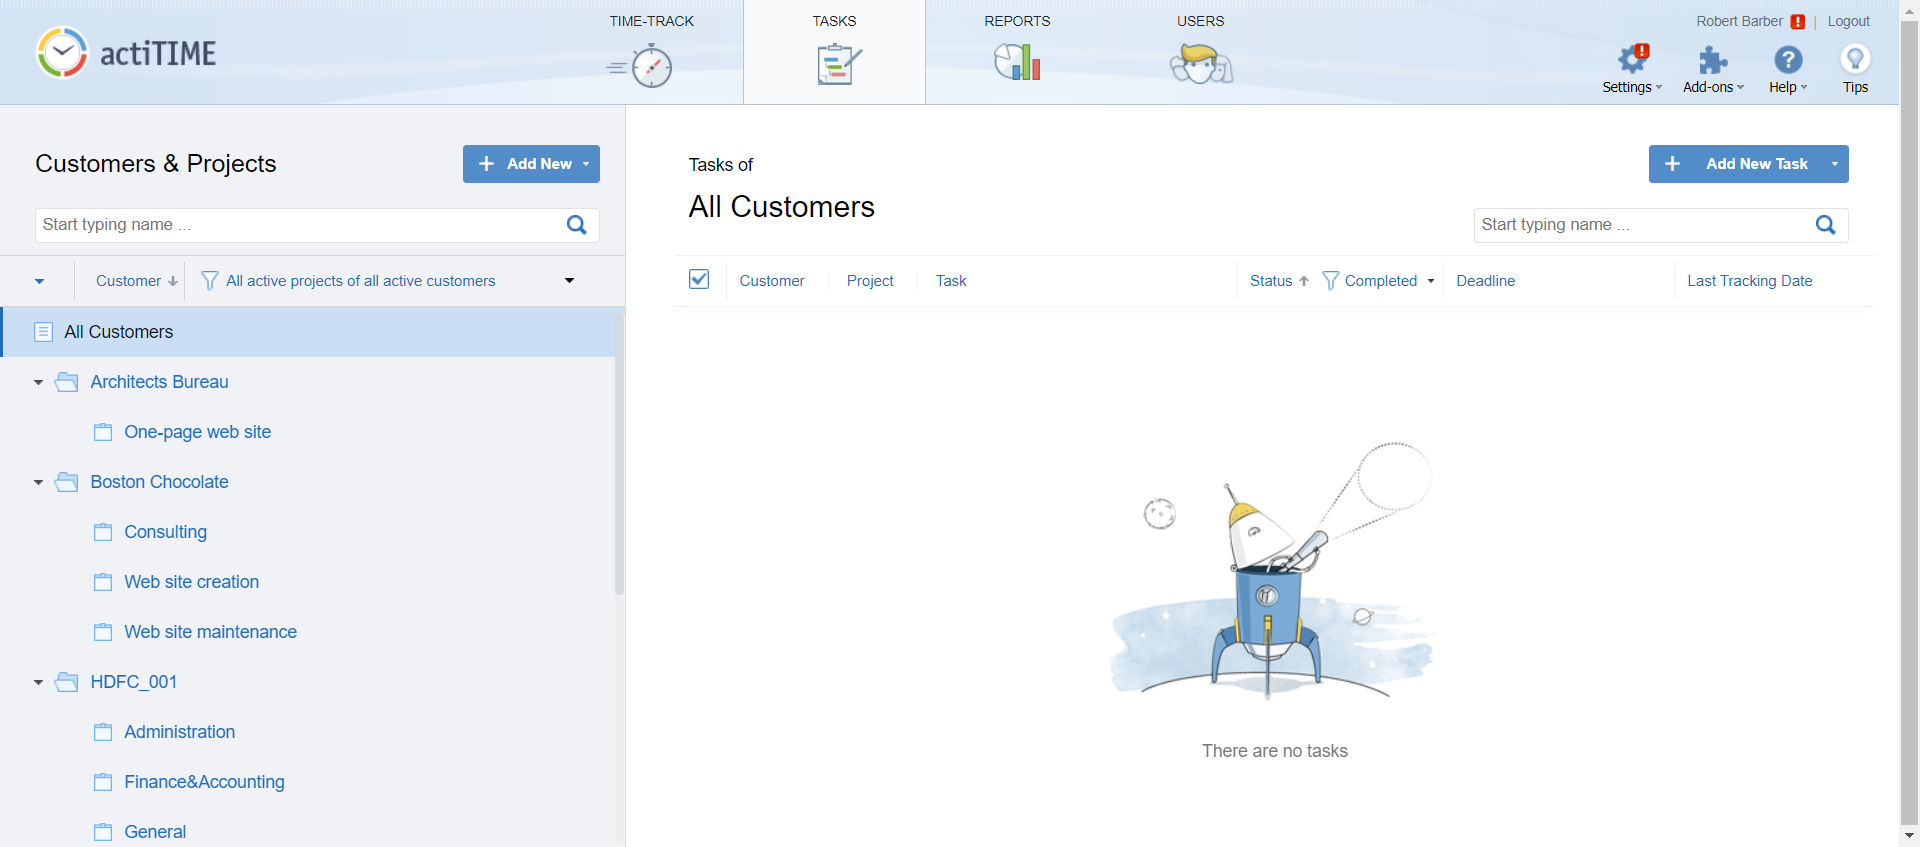 actiTIME
TIME-TRACK
TASKS
REPORTS
USERS
Robert Barber ! | Logout
Settings
Add-ons
Help
Tips
Customers & Projects
+ Add New
Start typing name ...
Customer
All active projects of all active customers
All Customers
Architects Bureau
One-page web site
Boston Chocolate
Consulting
Web site creation
Web site maintenance
HDFC_001
Administration
Finance&Accounting
General
Tasks of
All Customers
+ Add New Task
Start typing name ...
Customer
Project
Task
Status
Completed
Deadline
Last Tracking Date
There are no tasks